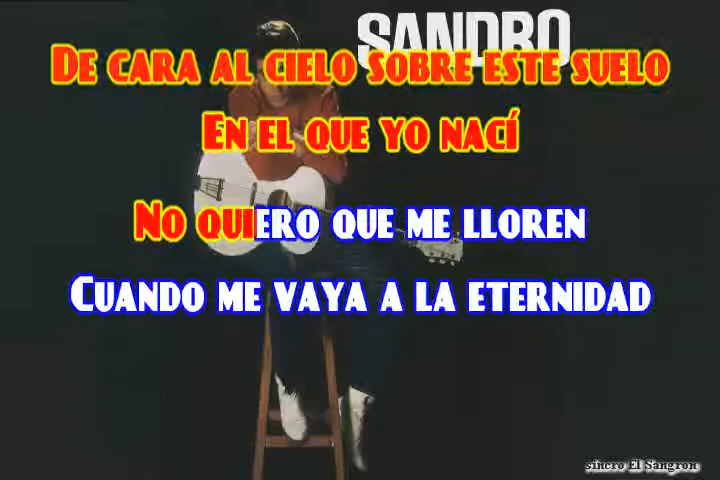 SANDRO
DE CARA AL CIELO SOBRE ESTE SUELO
EN EL QUE YO NACÍ
NO QUIERO QUE ME LLOREN
CUANDO ME VAYA A LA ETERNIDAD
sincro El Sangron